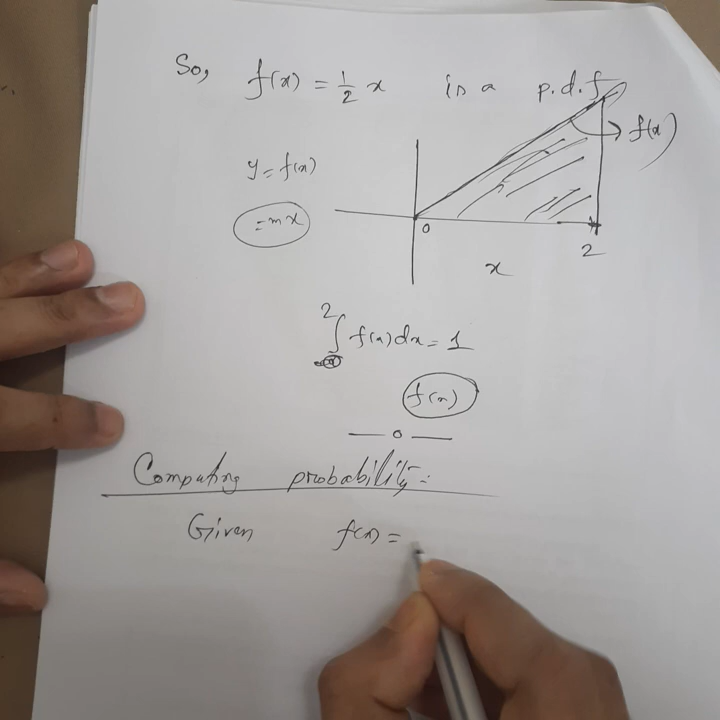 So, f(x) = 1/2 x is a p.d.f
f(x)
y = f(x)
= mx
0
2
x
2
∫ f(x) dx = 1
f(x)
— o —
Computing probability:-
Given f(x) =